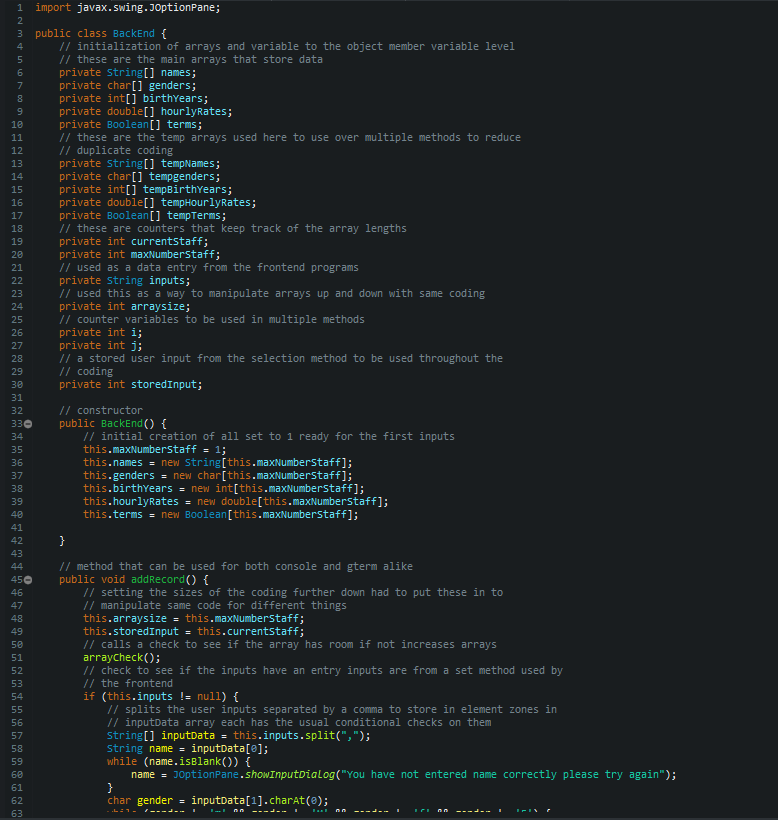 1 import javax.swing.JOptionPane;
2
3 public class BackEnd {
4 // initialization of arrays and variable to the object member variable level
5 // these are the main arrays that store data
6 private String[] names;
7 private char[] genders;
8 private int[] birthYears;
9 private double[] hourlyRates;
10 private Boolean[] terms;
11 // these are the temp arrays used here to use over multiple methods to reduce
12 // duplicate coding
13 private String[] tempNames;
14 private char[] tempgenders;
15 private int[] tempBirthYears;
16 private double[] tempHourlyRates;
17 private Boolean[] tempTerms;
18 // these are counters that keep track of the array lengths
19 private int currentStaff;
20 private int maxNumberStaff;
21 // used as a data entry from the frontend programs
22 private String inputs;
23 // used this as a way to manipulate arrays up and down with same coding
24 private int arraysize;
25 // counter variables to be used in multiple methods
26 private int i;
27 private int j;
28 // a stored user input from the selection method to be used throughout the
29 // coding
30 private int storedInput;
31
32 // constructor
33 public BackEnd() {
34 // initial creation of all set to 1 ready for the first inputs
35 this.maxNumberStaff = 1;
36 this.names = new String[this.maxNumberStaff];
37 this.genders = new char[this.maxNumberStaff];
38 this.birthYears = new int[this.maxNumberStaff];
39 this.hourlyRates = new double[this.maxNumberStaff];
40 this.terms = new Boolean[this.maxNumberStaff];
41
42 }
43
44 // method that can be used for both console and gterm alike
45 public void addRecord() {
46 // setting the sizes of the coding further down had to put these in to
47 // manipulate same code for different things
48 this.arraysize = this.maxNumberStaff;
49 this.storedInput = this.currentStaff;
50 // calls a check to see if the array has room if not increases arrays
51 arrayCheck();
52 // check to see if the inputs have an entry inputs are from a set method used by
53 // the frontend
54 if (this.inputs != null) {
55 // splits the user inputs separated by a comma to store in element zones in
56 // inputData array each has the usual conditional checks on them
57 String[] inputData = this.inputs.split(",");
58 String name = inputData[0];
59 while (name.isBlank()) {
60 name = JOptionPane.showInputDialog("You have not entered name correctly please try again");
61 }
62 char gender = inputData[1].charAt(0);
63